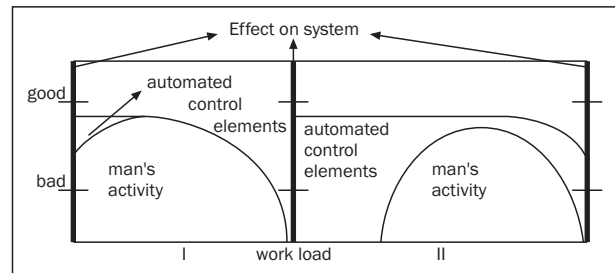 Effect on system
good
bad
automated
control
elements
man's
activity
automated
control
elements
man's
activity
I
work load
II